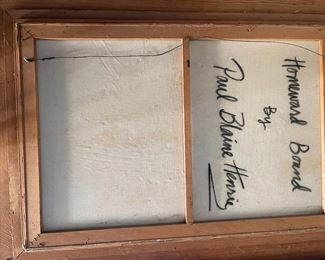 Homeward Bound
By
Paul Blaine Henrie